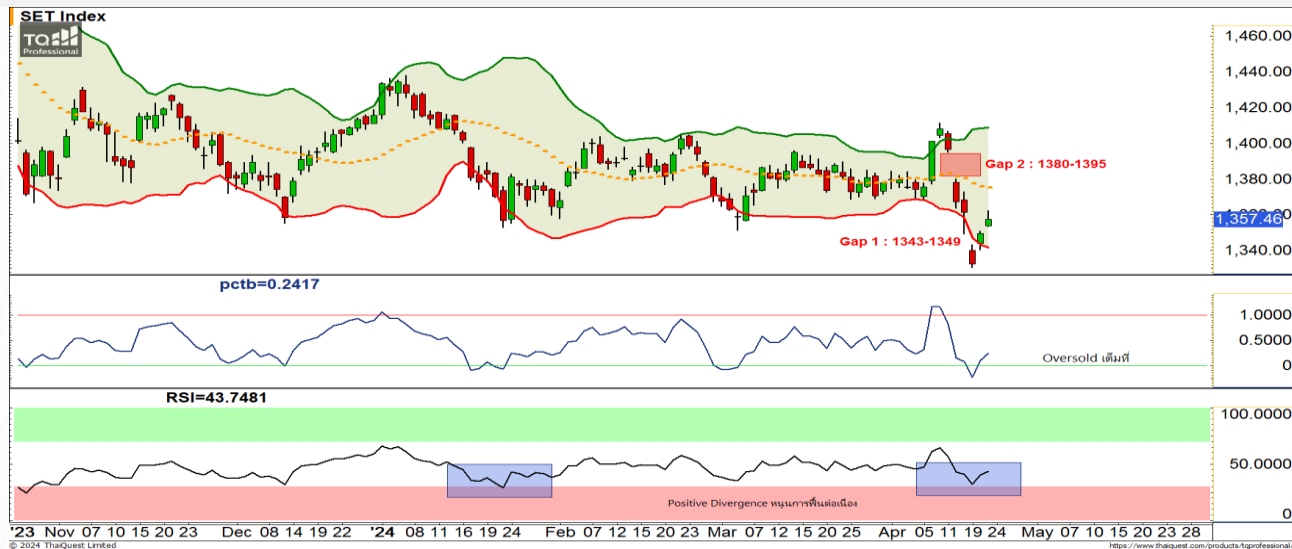 SET Index
TQ
Professional
1,460.00
1,440.00
1,420.00
1,400.00
1,380.00
1,357.46
1,340.00
Gap 2 : 1380-1395
Gap 1 : 1343-1349
pctb=0.2417
1.0000
0.5000
0
Oversold เต็มที่
RSI=43.7481
100.0000
50.0000
0
Positive Divergence หนุนการฟื้นต่อเนื่อง
'23 Nov 07 10 15 20 23 Dec 08 14 19 22 '24 08 11 16 19 24 Feb 07 12 15 20 23 Mar 07 12 15 20 25 Apr 05 11 19 24 May 07 10 15 20 23 28
© 2024 ThaiQuest Limited
https://www.thaiquest.com/products/tqprofessional